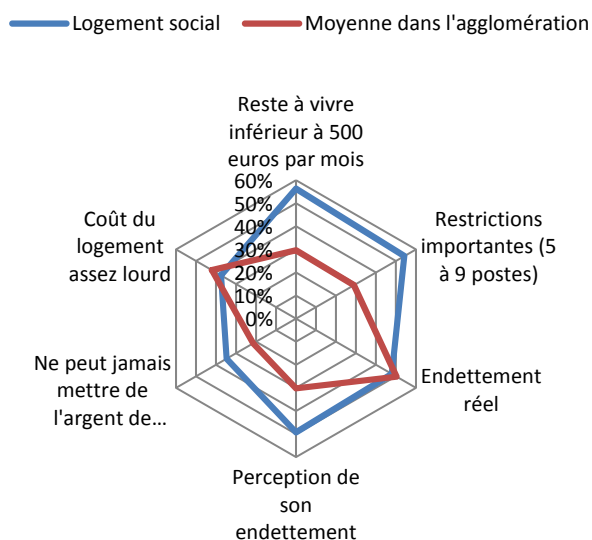 Logement social Moyenne dans l'agglomération
Reste à vivre
inférieur à 500
euros par mois
60%
50%
40%
30%
20%
10%
0%
Restrictions
importantes (5
à 9 postes)
Endettement
réel
Perception de
son
endettement
Ne peut jamais
mettre de
l'argent de…
Coût du
logement
assez lourd